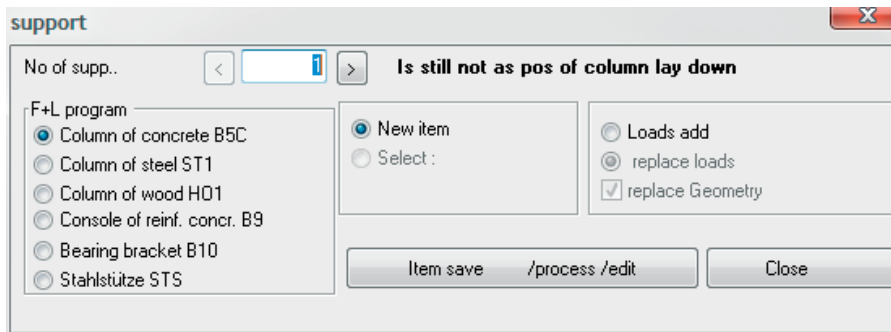 support
No of supp.. < 1 > Is still not as pos of column lay down
F+L program
Column of concrete B5C
Column of steel ST1
Column of wood HO1
Console of reinf. concr. B9
Bearing bracket B10
Stahlstütze STS
New item
Select :
Loads add
replace loads
replace Geometry
Item save /process /edit
Close